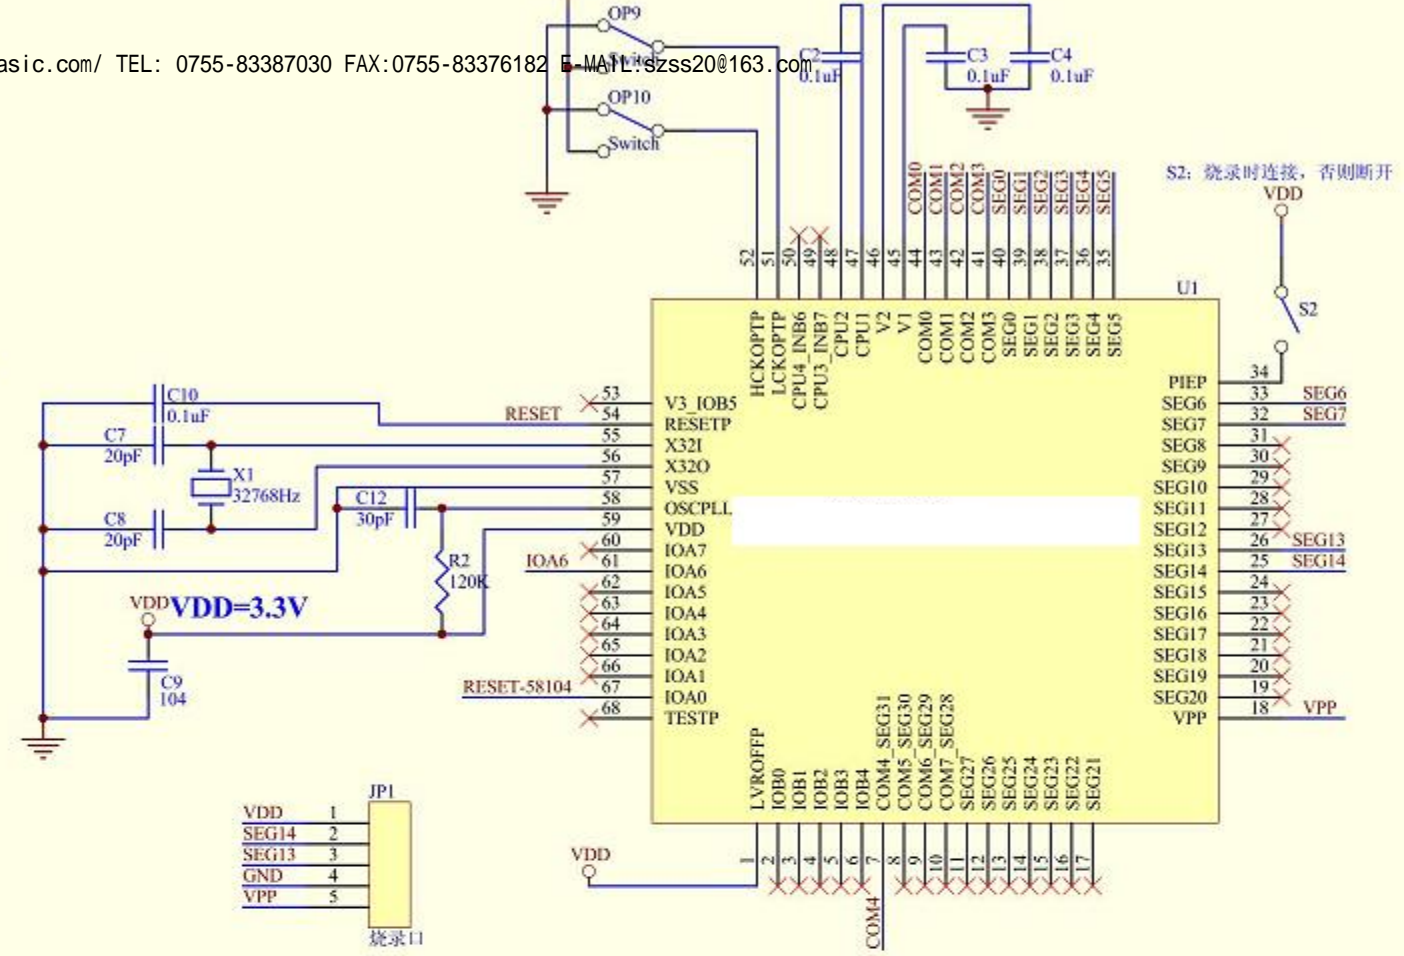 OP9
asic.com/ TEL: 0755-83387030 FAX:0755-83376182 E-MAIL:szss20@163.com
Switch
C2
0.1uF
C3
0.1uF
C4
0.1uF
OP10
Switch
COM0 COM1 COM2 COM3 SEG0 SEG1 SEG2 SEG3 SEG4 SEG5
S2: 烧录时连接，否则断开
VDD
52 51 50 49 48 47 46 45 44 43 42 41 40 39 38 37 36 35
U1
S2
HCKOPTP LCKOPTP CPU4_INB6 CPU3_INB7 CPU2 CPU1 V2 V1 COM0 COM1 COM2 COM3 SEG0 SEG1 SEG2 SEG3 SEG4 SEG5
C10
0.1uF
C7
20pF
X1
32768Hz
C8
20pF
C12
30pF
R2
120K
VDD
VDD=3.3V
C9
104
RESET
IOA6
RESET-58104
53 V3_IOB5
54 RESETP
55 X32I
56 X32O
57 VSS
58 OSCPLL
59 VDD
60 IOA7
61 IOA6
62 IOA5
63 IOA4
64 IOA3
65 IOA2
66 IOA1
67 IOA0
68 TESTP
PIEP 34
SEG6 33 SEG6
SEG7 32 SEG7
SEG8 31
SEG9 30
SEG10 29
SEG11 28
SEG12 27
SEG13 26 SEG13
SEG14 25 SEG14
SEG15 24
SEG16 23
SEG17 22
SEG18 21
SEG19 20
SEG20 19
VPP 18 VPP
LVROFFP IOB0 IOB1 IOB2 IOB3 IOB4 COM4_SEG31 COM5_SEG30 COM6_SEG29 COM7_SEG28 SEG27 SEG26 SEG25 SEG24 SEG23 SEG22 SEG21
1 2 3 4 5 6 7 8 9 10 11 12 13 14 15 16 17
VDD
COM4
JP1
VDD 1
SEG14 2
SEG13 3
GND 4
VPP 5
烧录口